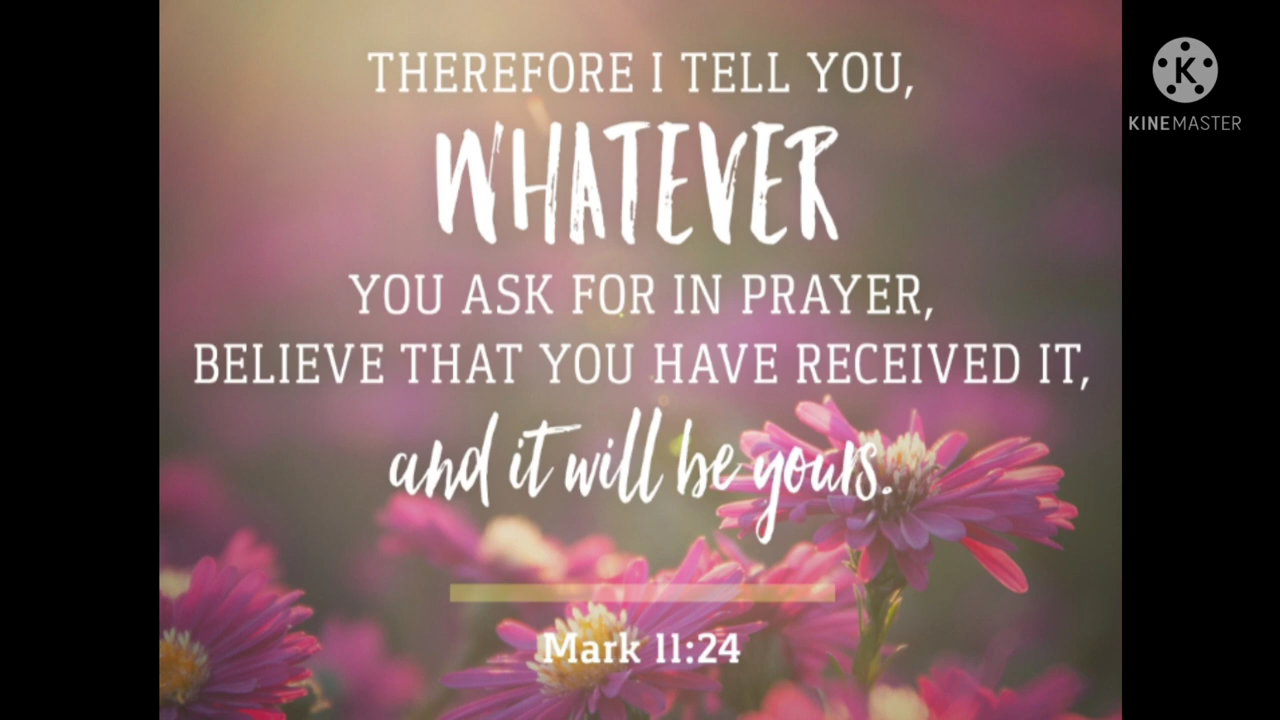 THEREFORE I TELL YOU,
WHATEVER
YOU ASK FOR IN PRAYER,
BELIEVE THAT YOU HAVE RECEIVED IT,
and it will be yours.
Mark 11:24
K
KINEMASTER